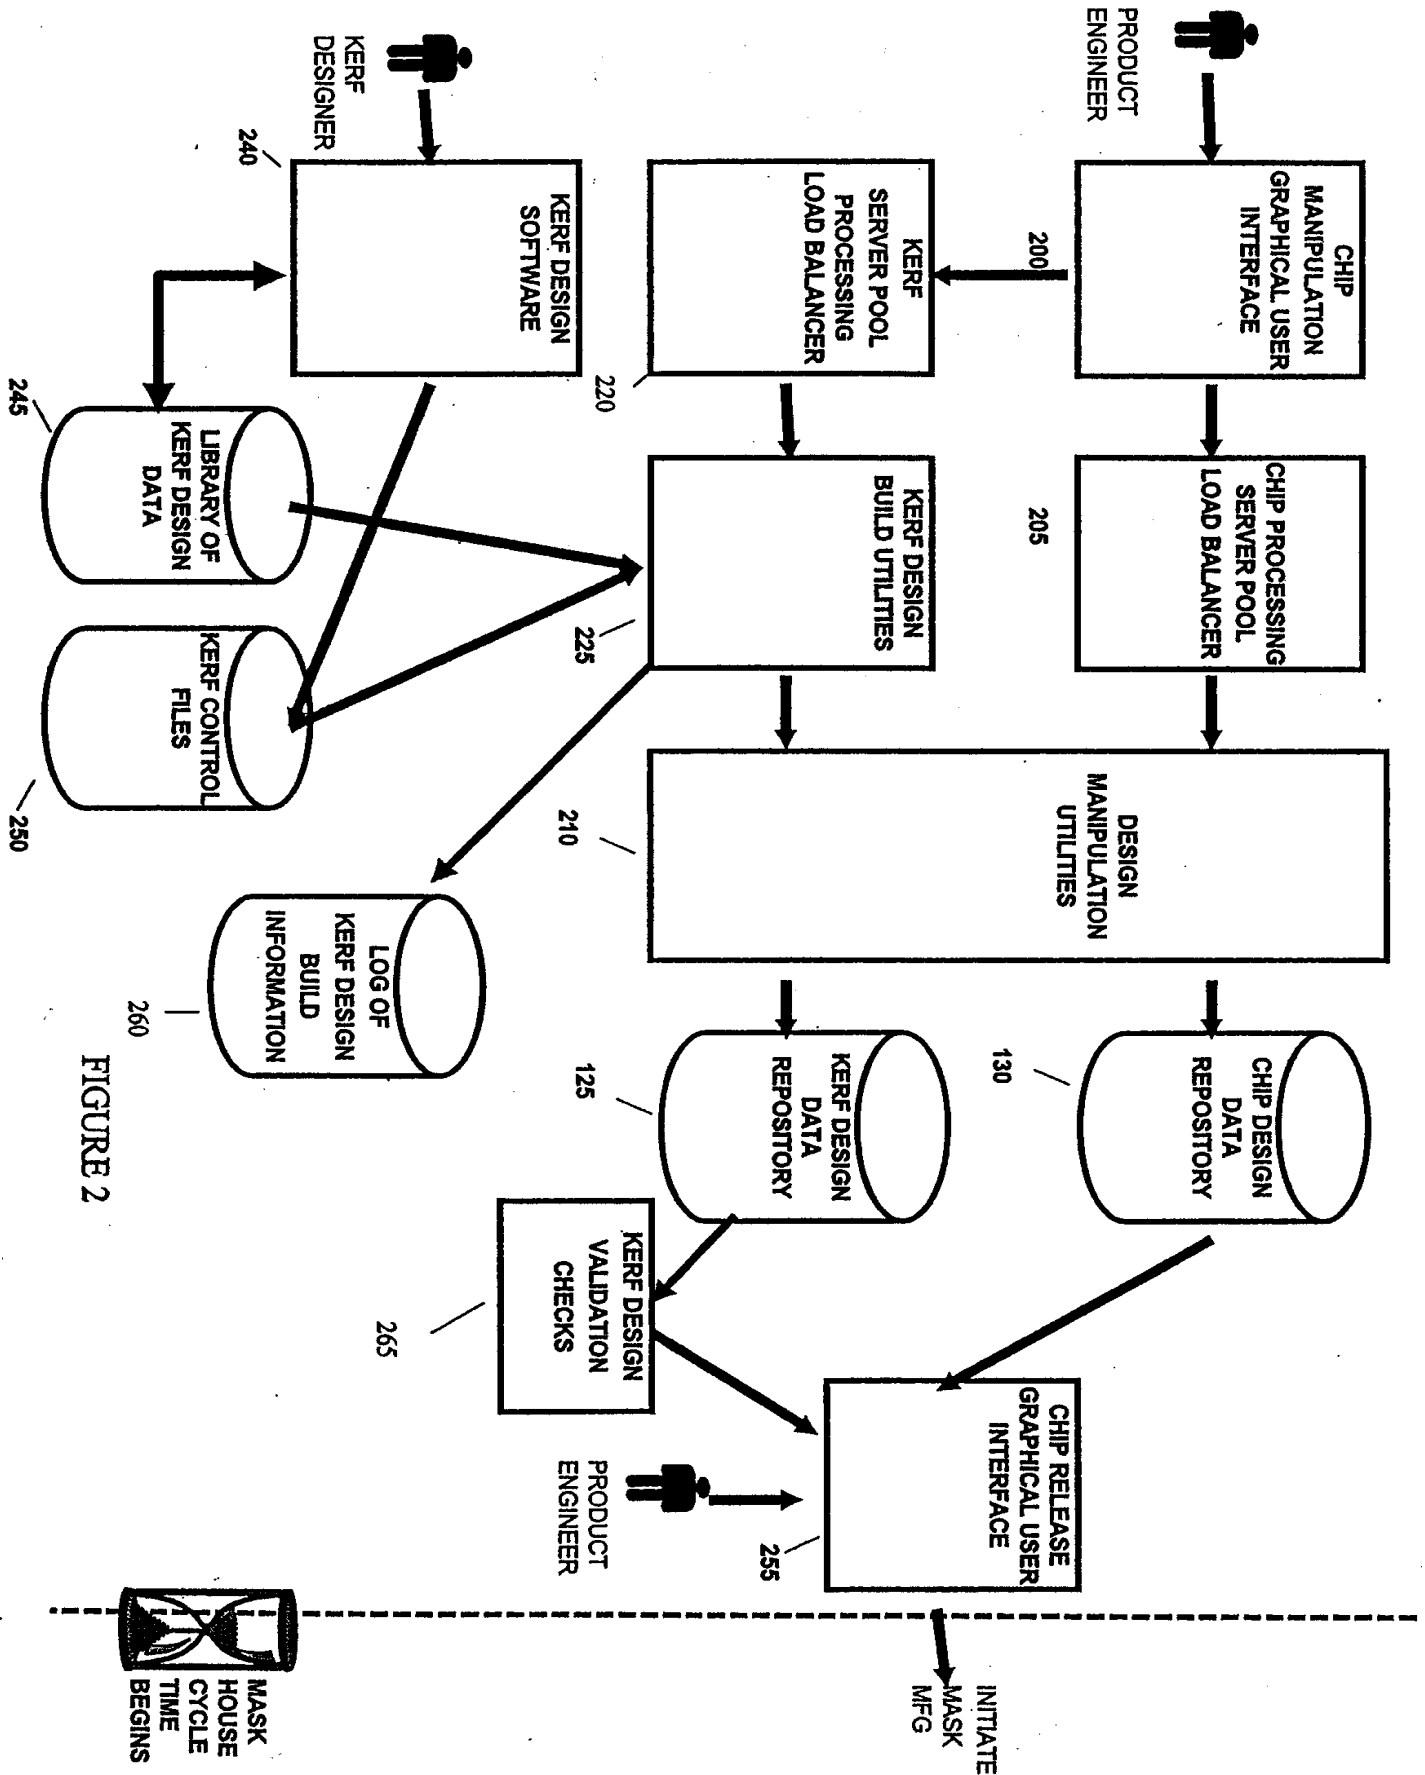 PRODUCT
ENGINEER
CHIP
MANIPULATION
GRAPHICAL USER
INTERFACE
200
CHIP PROCESSING
SERVER POOL
LOAD BALANCER
205
KERF
SERVER POOL
PROCESSING
LOAD BALANCER
220
KERF DESIGN
BUILD UTILITIES
225
DESIGN
MANIPULATION
UTILITIES
210
CHIP DESIGN
DATA
REPOSITORY
130
KERF DESIGN
DATA
REPOSITORY
125
CHIP RELEASE
GRAPHICAL USER
INTERFACE
255
INITIATE
MASK
MFG
KERF
DESIGNER
KERF DESIGN
SOFTWARE
240
LIBRARY OF
KERF DESIGN
DATA
245
KERF CONTROL
FILES
250
LOG OF
KERF DESIGN
BUILD
INFORMATION
260
KERF DESIGN
VALIDATION
CHECKS
265
PRODUCT
ENGINEER
MASK
HOUSE
CYCLE
TIME
BEGINS
FIGURE 2